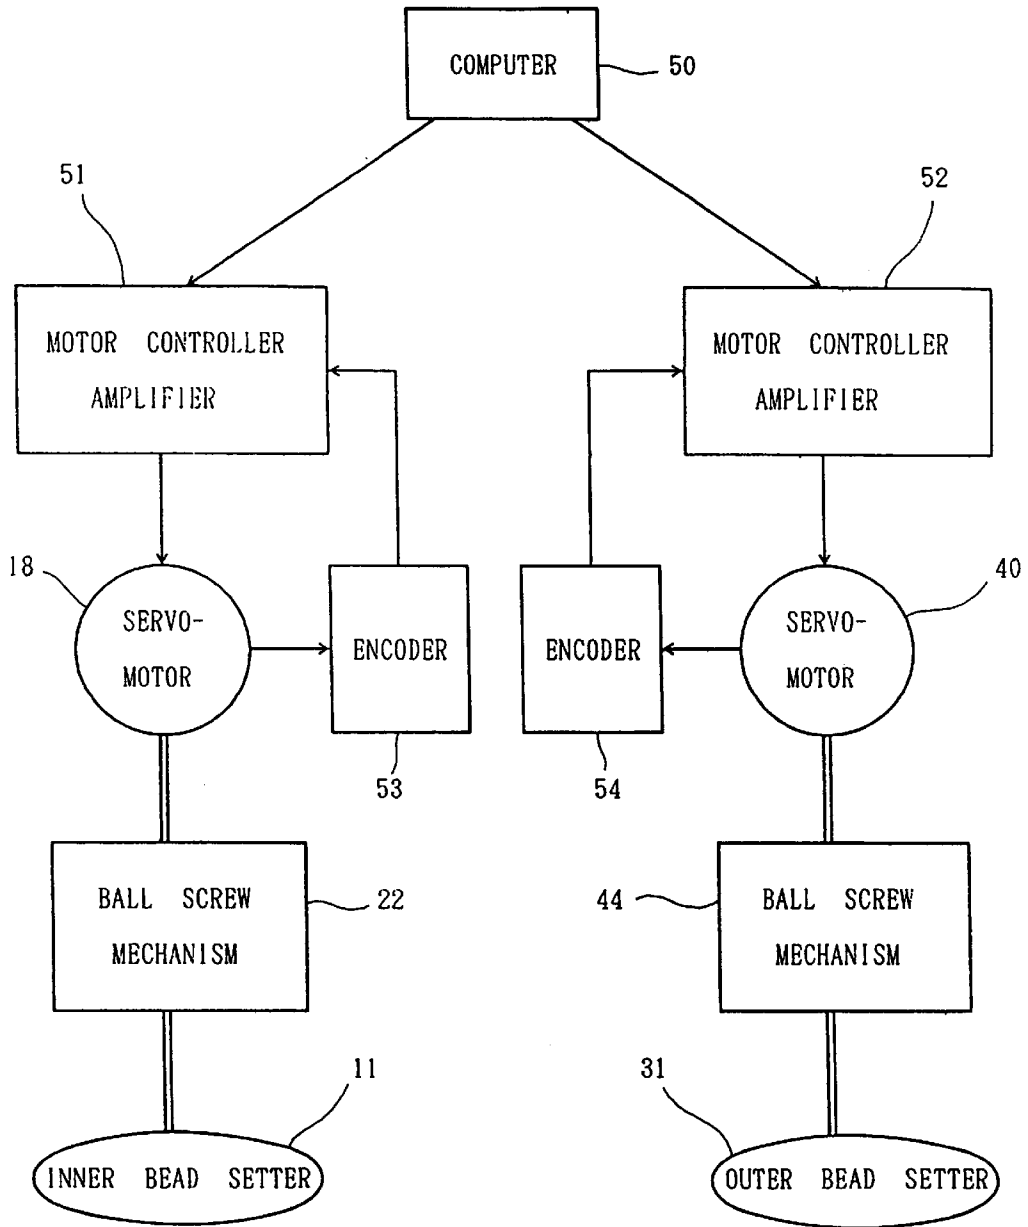 COMPUTER
50
51
52
MOTOR CONTROLLER
AMPLIFIER
MOTOR CONTROLLER
AMPLIFIER
18
SERVO-
MOTOR
ENCODER
53
ENCODER
54
SERVO-
MOTOR
40
BALL SCREW
MECHANISM
22
44
BALL SCREW
MECHANISM
11
31
INNER BEAD SETTER
OUTER BEAD SETTER